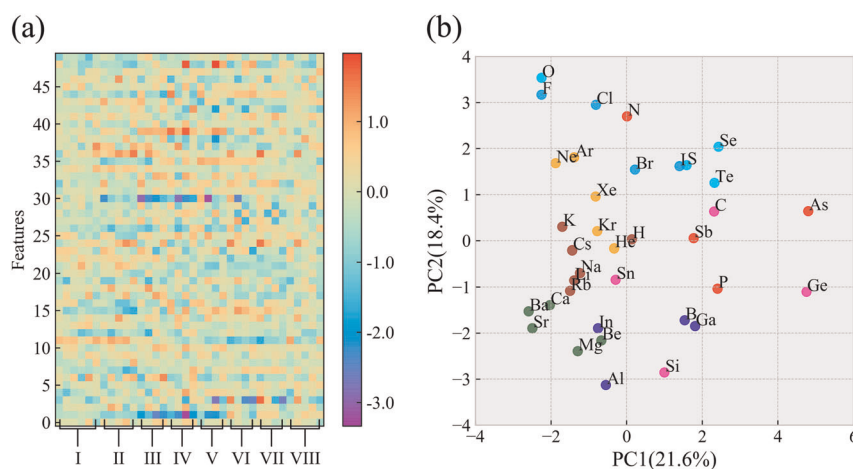 (a)
Features
45
40
35
30
25
20
15
10
5
0
I II III IV V VI VII VIII
1.0
0.0
-1.0
-2.0
-3.0
(b)
PC2(18.4%)
4
3
2
1
0
−1
−2
−3
−4
−4 −2 0 2 4 6
PC1(21.6%)
O
F
Cl
N
Se
Ne Ar
Br I S
Te
Xe
C As
K Kr
H Sb
Cs He
Na Sn
Li
Rb P Ge
Ba Ca
Sr In B Ga
Be
Mg
Al Si